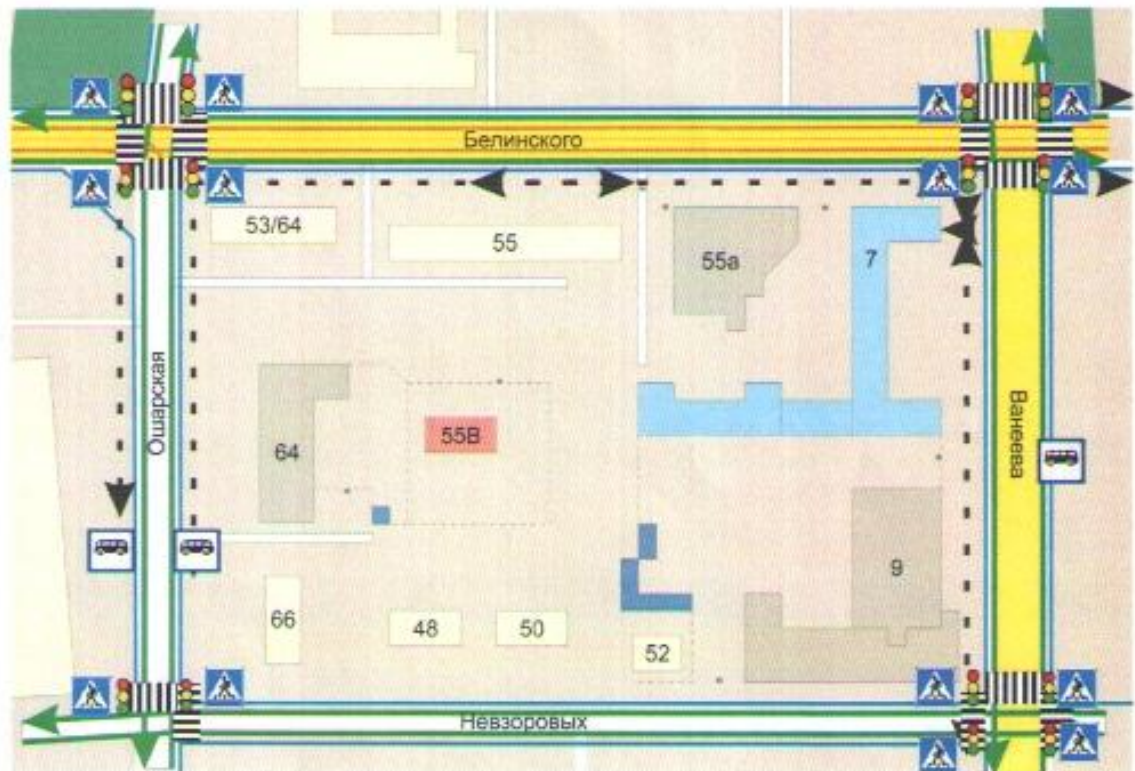 Белинского
53/64
55
55а
7
Ошарская
Ванеева
55В
64
9
66
48
50
52
Невзоровых